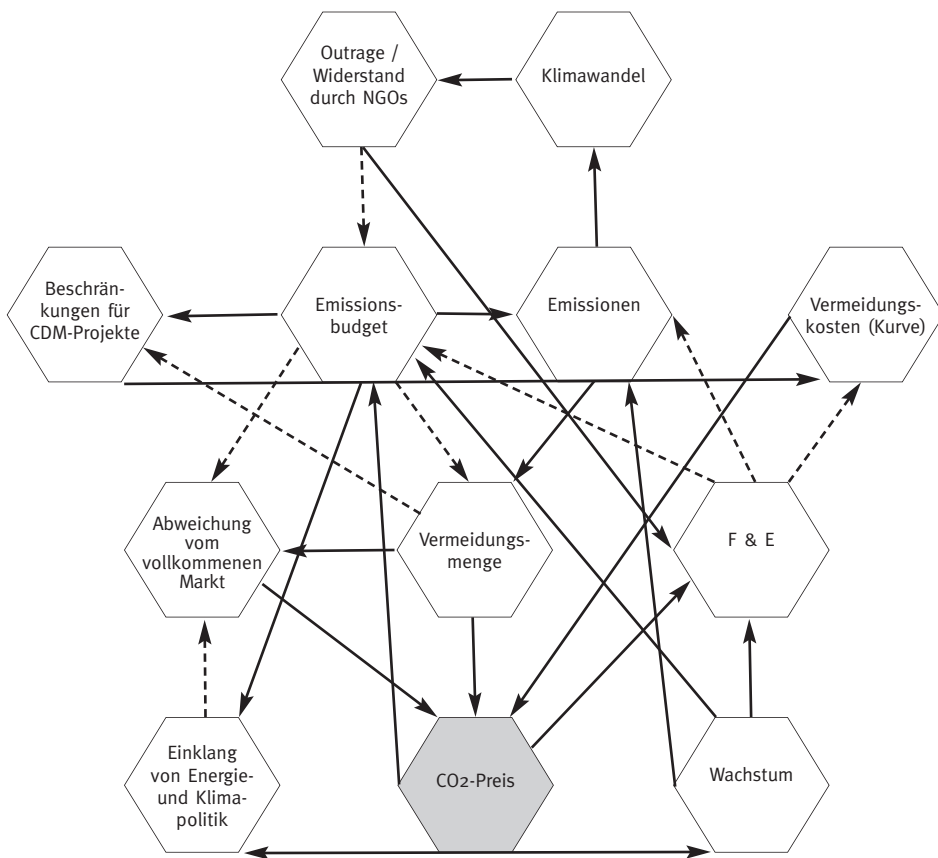 Outrage /
Widerstand
durch NGOs
Klimawandel
Beschrän-
kungen für
CDM-Projekte
Emissions-
budget
Emissionen
Vermeidungs-
kosten (Kurve)
Abweichung
vom
vollkommenen
Markt
Vermeidungs-
menge
F & E
Einklang
von Energie-
und Klima-
politik
CO2-Preis
Wachstum